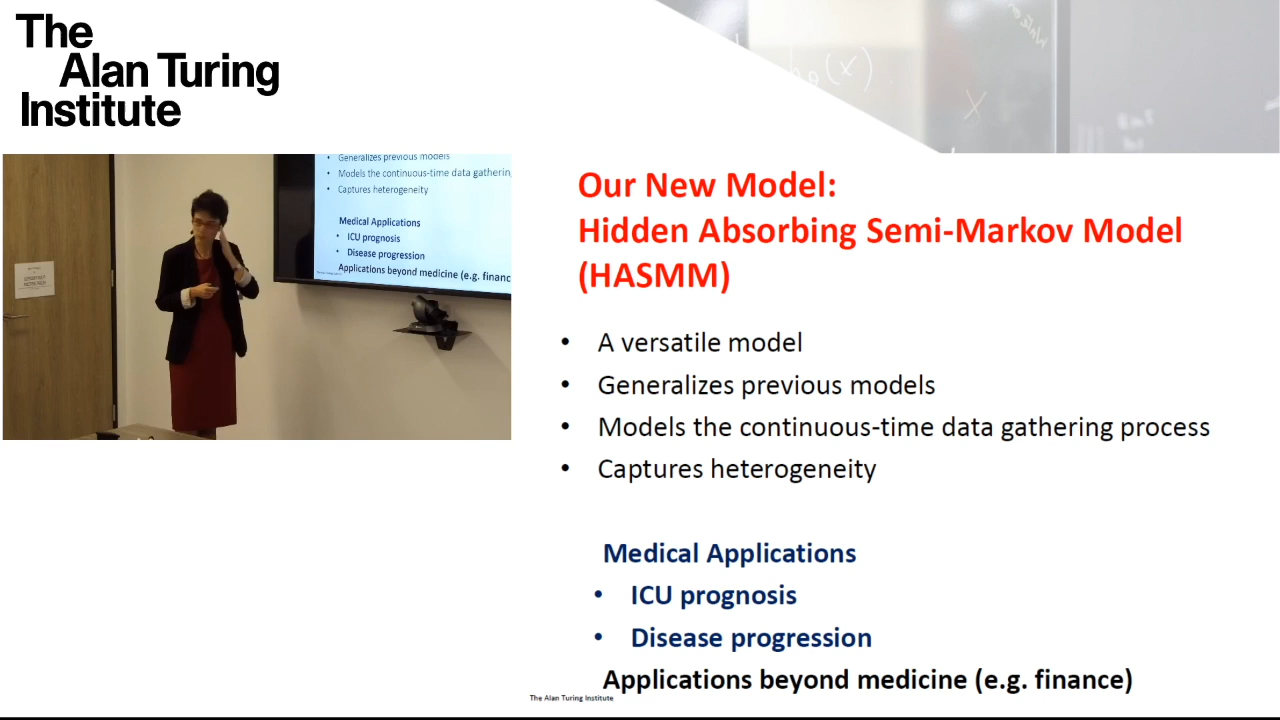 The
Alan Turing
Institute
Generalizes previous models
Models the continuous-time data gatherin
Captures heterogeneity
Medical Applications
ICU prognosis
Disease progression
Applications beyond medicine (e.g. financ
Our New Model:
Hidden Absorbing Semi-Markov Model
(HASMM)
• A versatile model
• Generalizes previous models
• Models the continuous-time data gathering process
• Captures heterogeneity
Medical Applications
• ICU prognosis
• Disease progression
Applications beyond medicine (e.g. finance)
The Alan Turing Institute